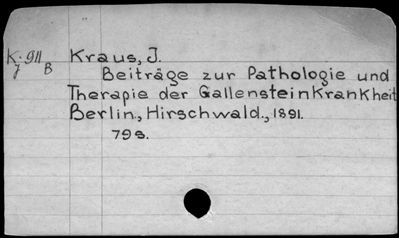 K-911 Kraus, J.
J B Beiträge zur Pathologie und
Therapie der Gallensteinkrankheit
Berlin., Hirschwald., 1891.
79 s.